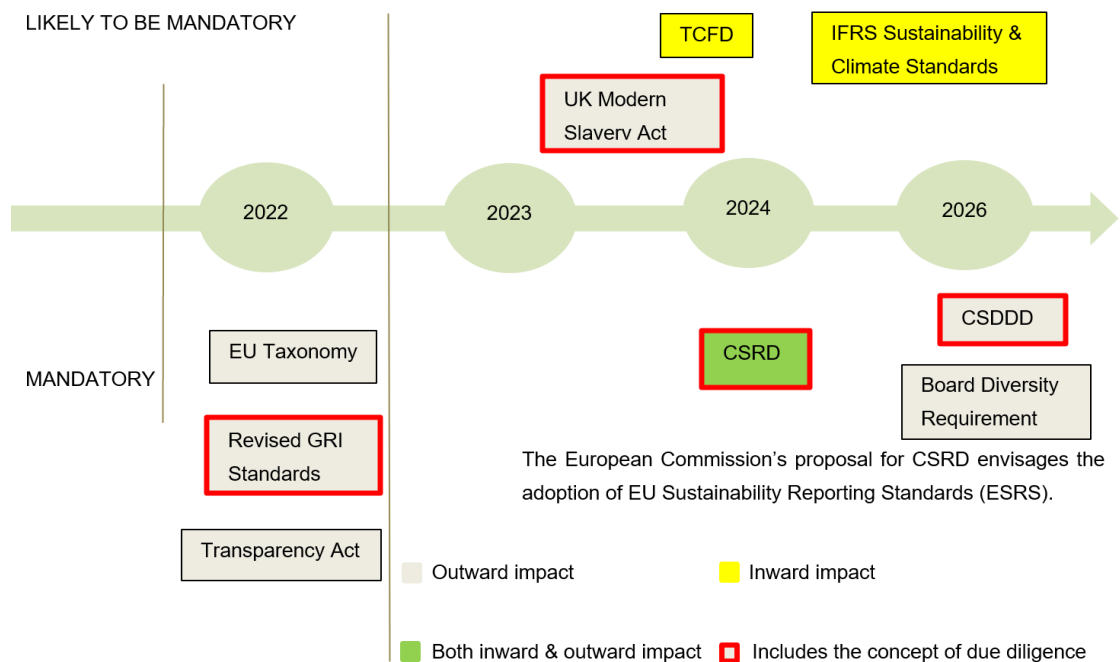 LIKELY TO BE MANDATORY
TCFD
IFRS Sustainability &
Climate Standards
UK Modern
Slaverv Act
2022
2023
2024
2026
EU Taxonomy
MANDATORY
Revised GRI
Standards
Transparency Act
CSRD
CSDDD
Board Diversity
Requirement
The European Commission's proposal for CSRD envisages the
adoption of EU Sustainability Reporting Standards (ESRS).
Outward impact
Inward impact
Both inward & outward impact
Includes the concept of due diligence